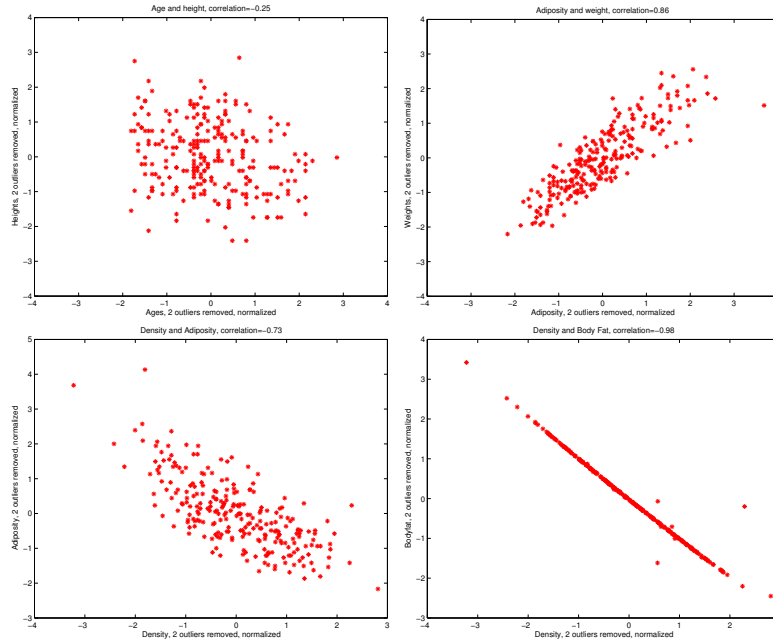 Age and height, correlation=−0.25
4
3
2
1
0
−1
−2
−3
−4
Heights, 2 outliers removed, normalized
−4 −3 −2 −1 0 1 2 3 4
Ages, 2 outliers removed, normalized
Adiposity and weight, correlation=0.86
4
3
2
1
0
−1
−2
−3
−4
Weights, 2 outliers removed, normalized
−4 −3 −2 −1 0 1 2 3 4
Adiposity, 2 outliers removed, normalized
Density and Adiposity, correlation=−0.73
5
4
3
2
1
0
−1
−2
−3
Adiposity, 2 outliers removed, normalized
−4 −3 −2 −1 0 1 2 3
Density, 2 outliers removed, normalized
Density and Body Fat, correlation=−0.98
4
3
2
1
0
−1
−2
−3
Bodyfat, 2 outliers removed, normalized
−4 −3 −2 −1 0 1 2 3
Density, 2 outliers removed, normalized